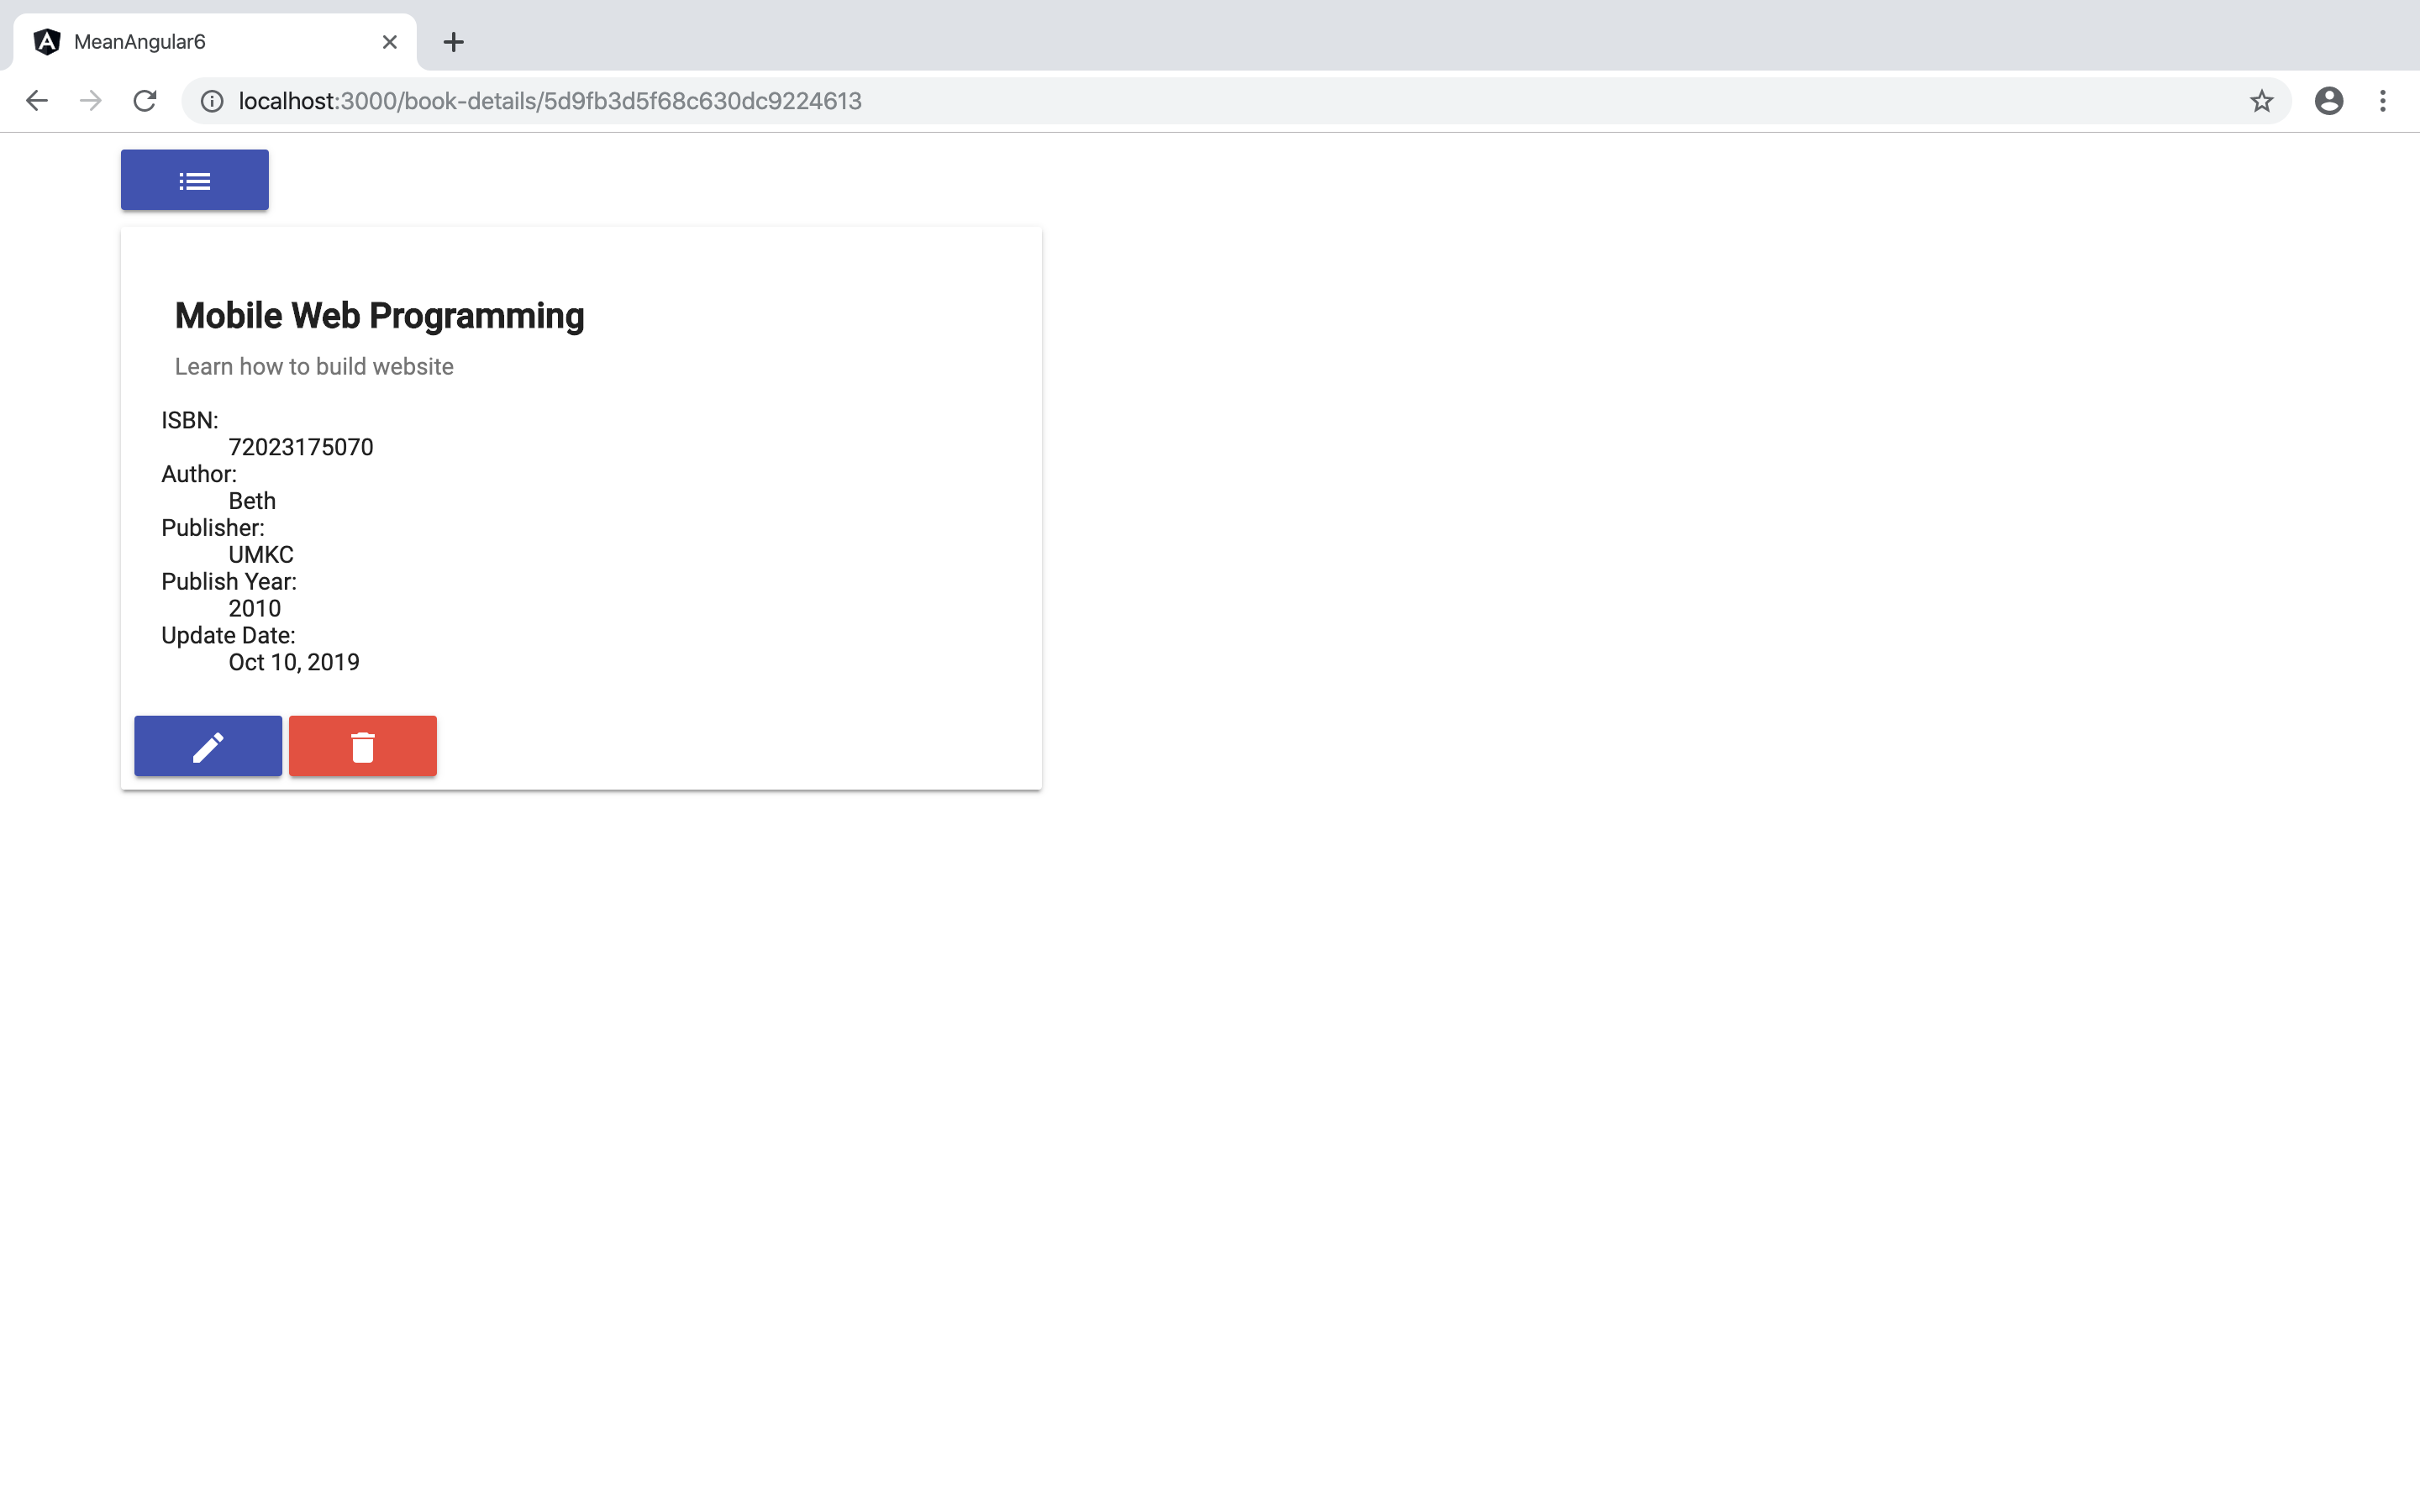 MeanAngular6
localhost:3000/book-details/5d9fb3d5f68c630dc9224613
Mobile Web Programming
Learn how to build website
ISBN:
72023175070
Author:
Beth
Publisher:
UMKC
Publish Year:
2010
Update Date:
Oct 10, 2019